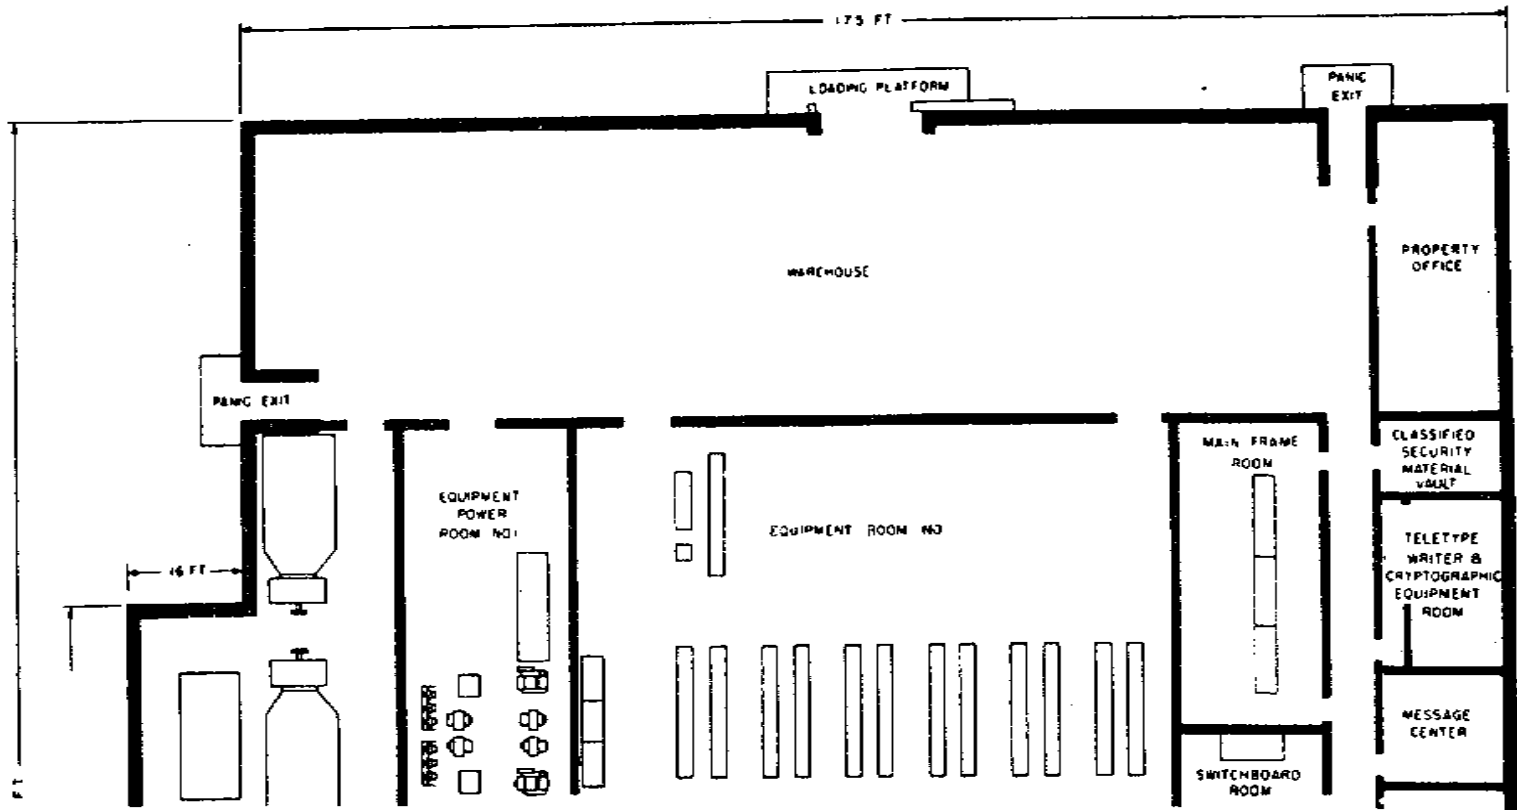 175 FT
LOADING PLATFORM
PANIC
EXIT
PROPERTY
OFFICE
WAREHOUSE
PANIC EXIT
CLASSIFIED
SECURITY
MATERIAL
VAULT
MAIN FRAME
ROOM
EQUIPMENT
POWER
ROOM NO1
EQUIPMENT ROOM NO
TELETYPE
WRITER &
CRYPTOGRAPHIC
EQUIPMENT
ROOM
16 FT
MESSAGE
CENTER
SWITCHBOARD
ROOM
FT